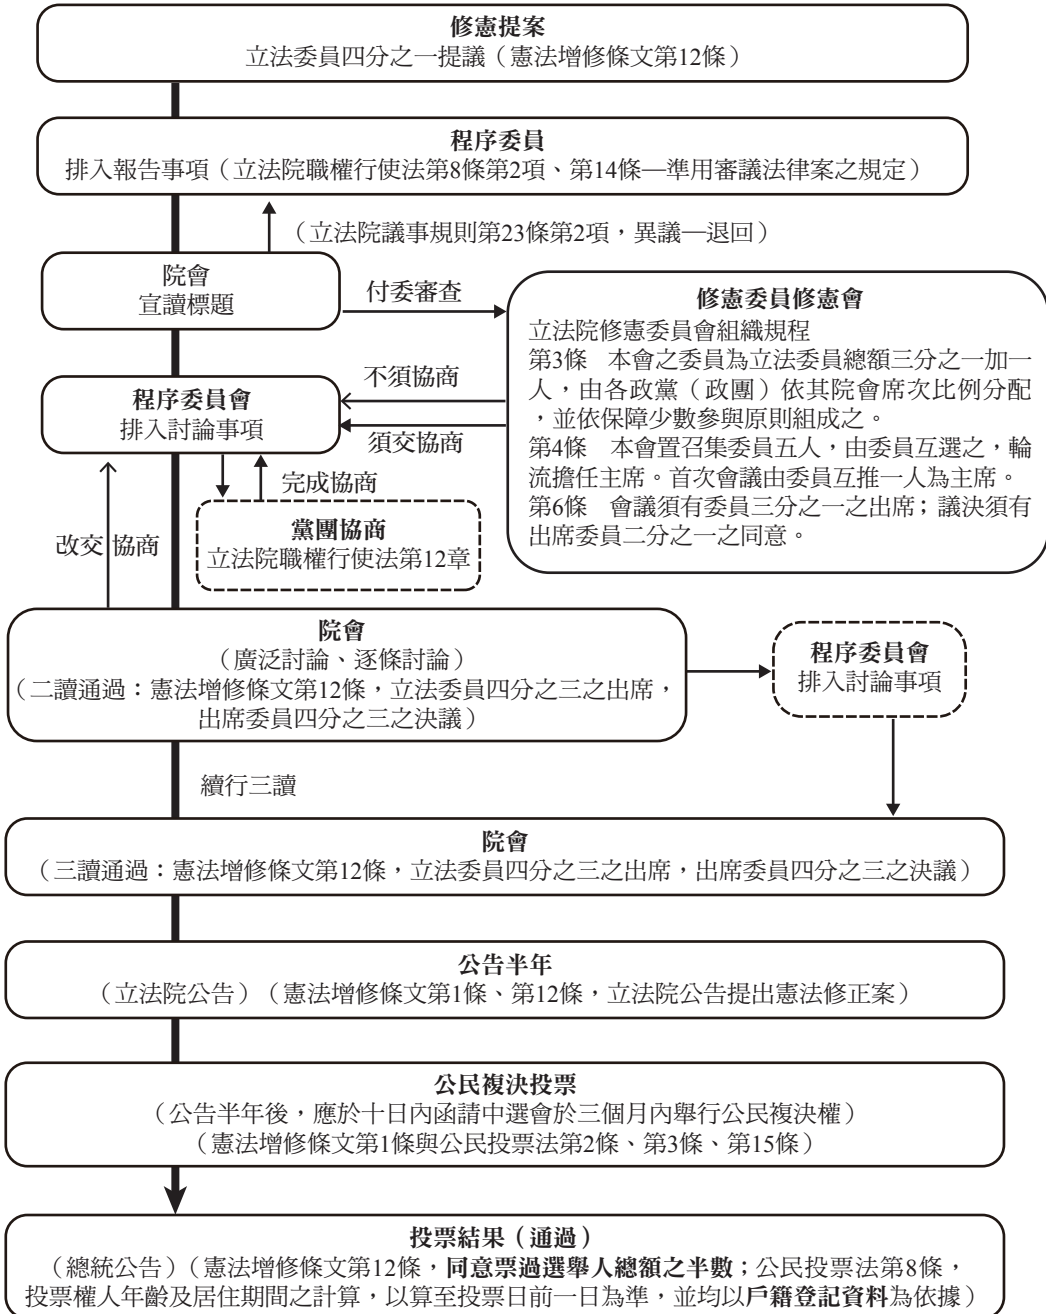 修憲提案
立法委員四分之一提議（憲法增修條文第12條）
程序委員
排入報告事項（立法院職權行使法第8條第2項、第14條—準用審議法律案之規定）
（立法院議事規則第23條第2項，異議—退回）
院會
宣讀標題
付委審查
修憲委員修憲會
立法院修憲委員會組織規程
第3條　本會之委員為立法委員總額三分之一加一
人，由各政黨（政團）依其院會席次比例分配
，並依保障少數參與原則組成之。
第4條　本會置召集委員五人，由委員互選之，輪
流擔任主席。首次會議由委員互推一人為主席。
第6條　會議須有委員三分之一之出席；議決須有
出席委員二分之一之同意。
不須協商
須交協商
程序委員會
排入討論事項
完成協商
黨團協商
立法院職權行使法第12章
改交協商
院會
（廣泛討論、逐條討論）
（二讀通過：憲法增修條文第12條，立法委員四分之三之出席，
出席委員四分之三之決議）
程序委員會
排入討論事項
續行三讀
院會
（三讀通過：憲法增修條文第12條，立法委員四分之三之出席，出席委員四分之三之決議）
公告半年
（立法院公告）（憲法增修條文第1條、第12條，立法院公告提出憲法修正案）
公民複決投票
（公告半年後，應於十日內函請中選會於三個月內舉行公民複決權）
（憲法增修條文第1條與公民投票法第2條、第3條、第15條）
投票結果（通過）
（總統公告）（憲法增修條文第12條，同意票過選舉人總額之半數；公民投票法第8條，
投票權人年齡及居住期間之計算，以算至投票日前一日為準，並均以戶籍登記資料為依據）